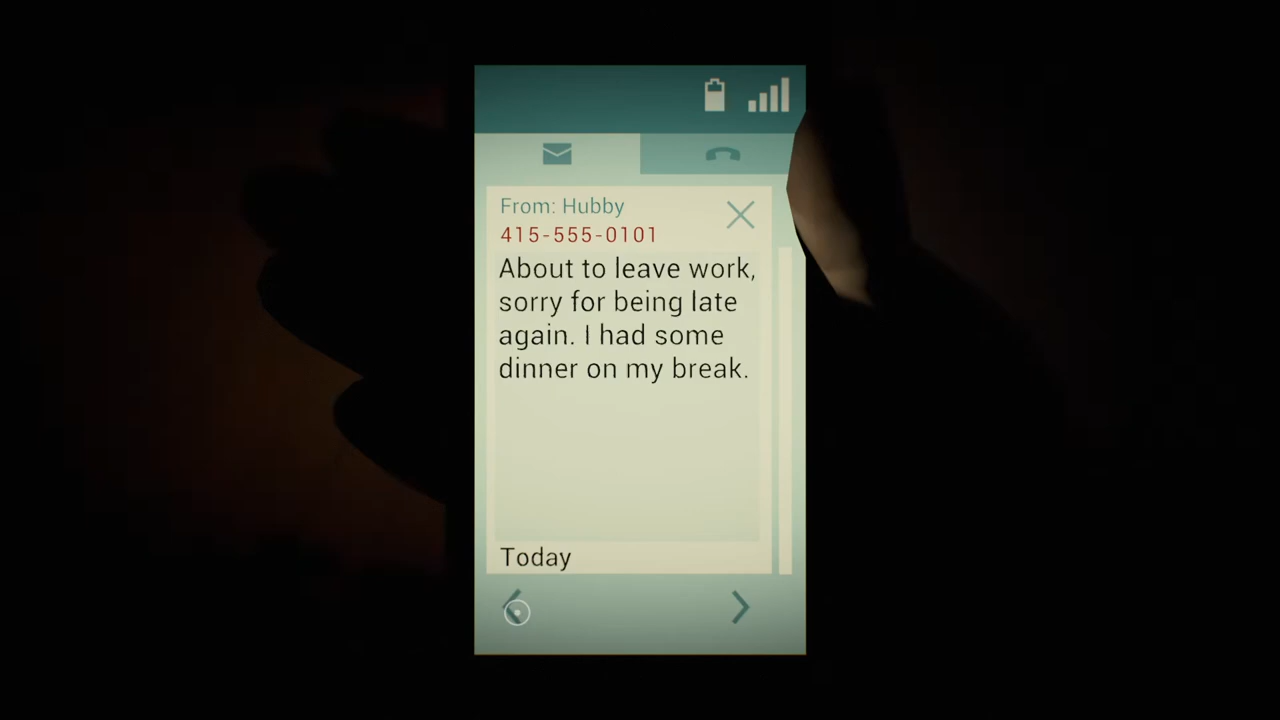 From: Hubby
415-555-0101
About to leave work,
sorry for being late
again. I had some
dinner on my break.
Today